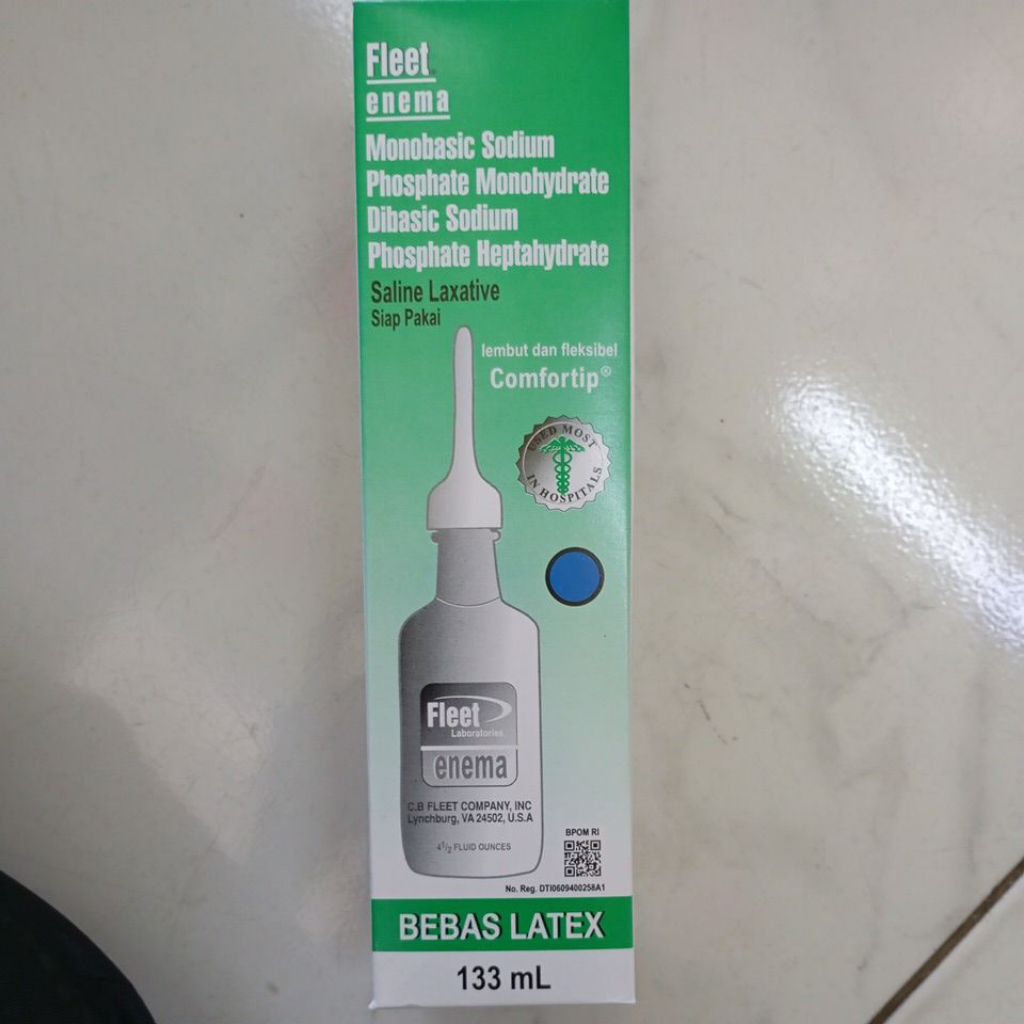 Fleet
enema
Monobasic Sodium
Phosphate Monohydrate
Dibasic Sodium
Phosphate Heptahydrate
Saline Laxative
Siap Pakai
lembut dan fleksibel
Comfortip®
USED MOST
IN HOSPITALS
Fleet
Laboratories
enema
C.B FLEET COMPANY, INC
Lynchburg, VA 24502, U.S.A
4½ FLUID OUNCES
BPOM RI
No. Reg. DTI0609400258A1
BEBAS LATEX
133 mL